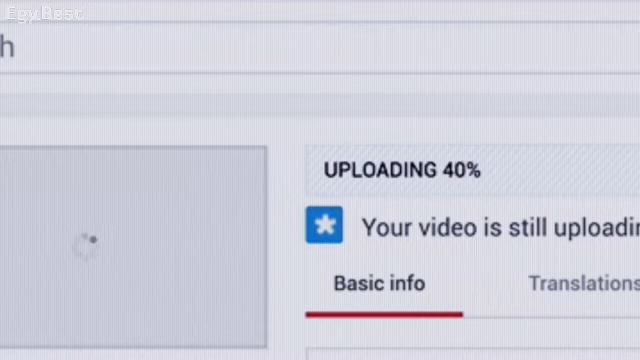 EgyBest
h
UPLOADING 40%
Your video is still uploadin
Basic info
Translations